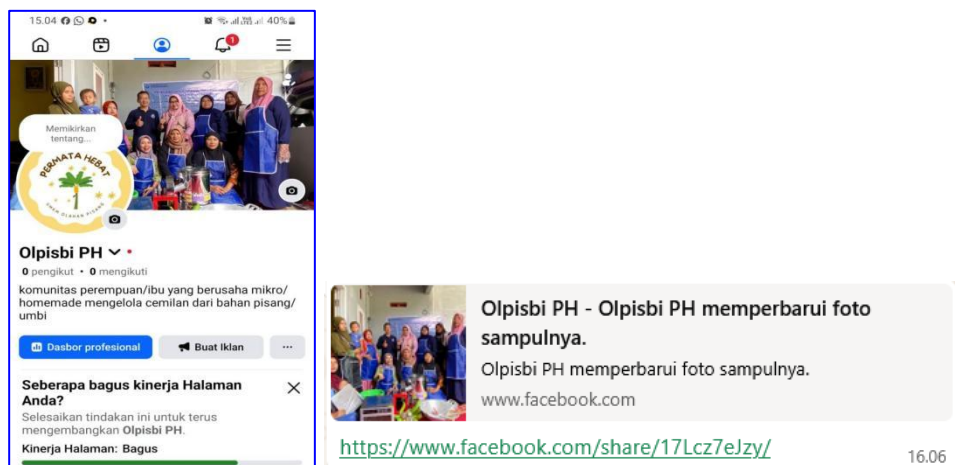 15.04
40%
1
Memikirkan
tentang...
PERMATA HEBAT
UMKM OLAHAN PISANG
Olpisbi PH
0 pengikut • 0 mengikuti
komunitas perempuan/ibu yang berusaha mikro/
homemade mengelola cemilan dari bahan pisang/
umbi
Dasbor profesional
Buat Iklan
...
Seberapa bagus kinerja Halaman
Anda?
Selesaikan tindakan ini untuk terus
mengembangkan Olpisbi PH.
Kinerja Halaman: Bagus
Olpisbi PH - Olpisbi PH memperbarui foto
sampulnya.
Olpisbi PH memperbarui foto sampulnya.
www.facebook.com
https://www.facebook.com/share/17Lcz7eJzy/
16.06